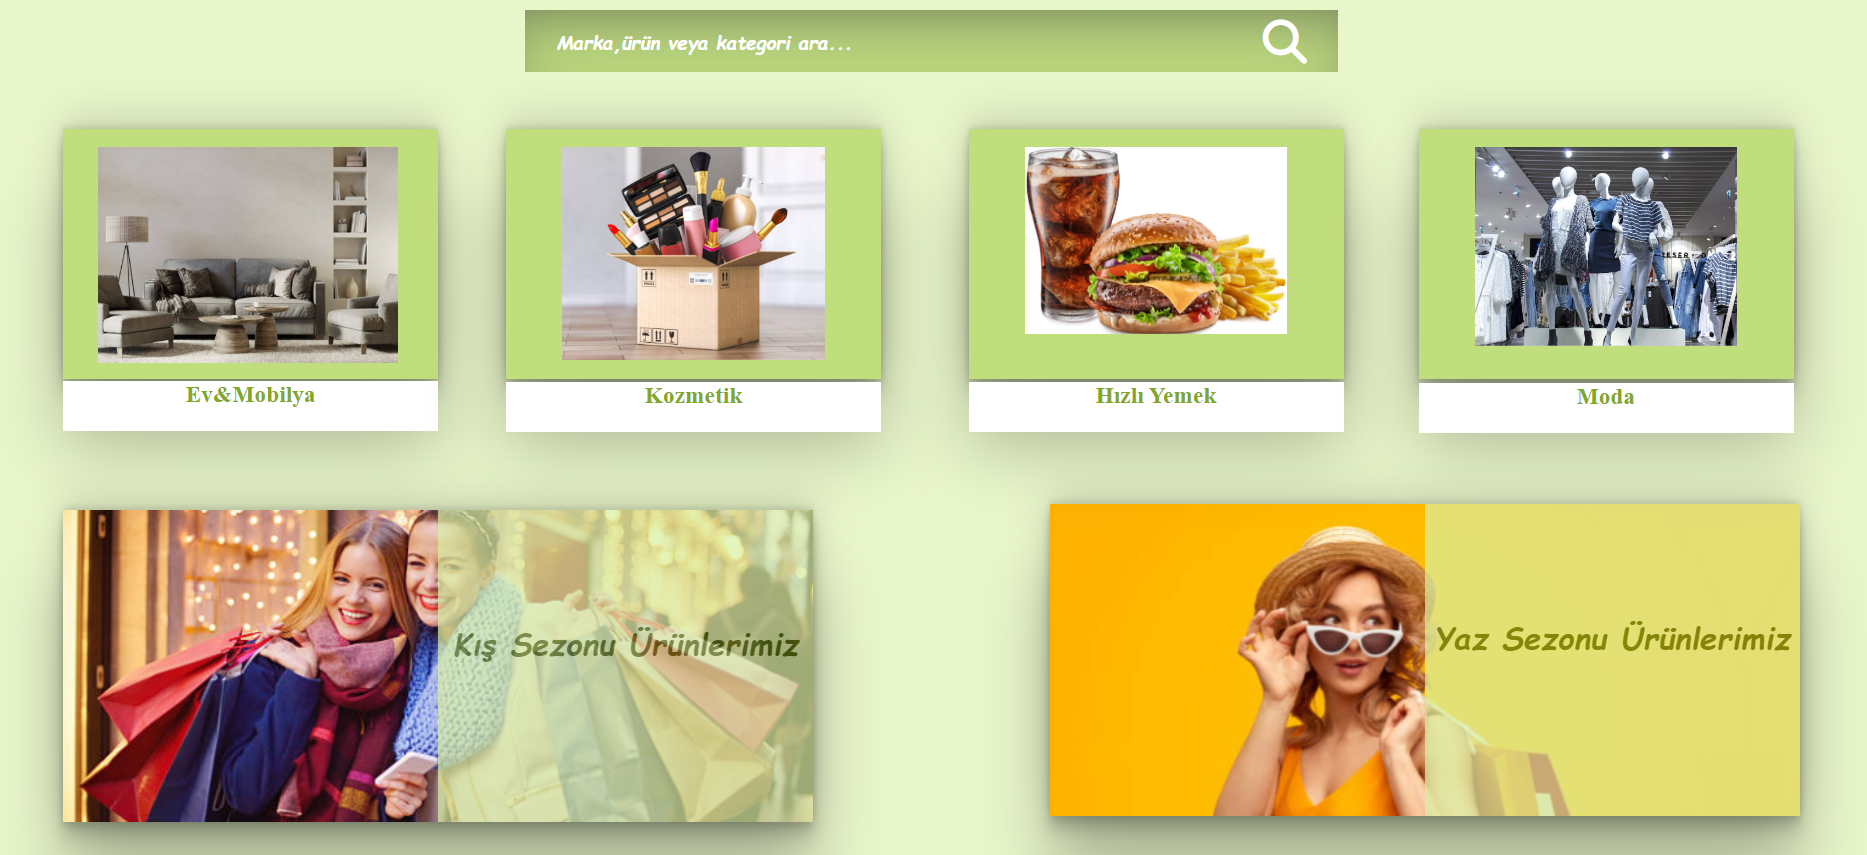 Marka,ürün veya kategori ara...
Ev&Mobilya
Kozmetik
Hızlı Yemek
Moda
Kış Sezonu Ürünlerimiz
Yaz Sezonu Ürünlerimiz